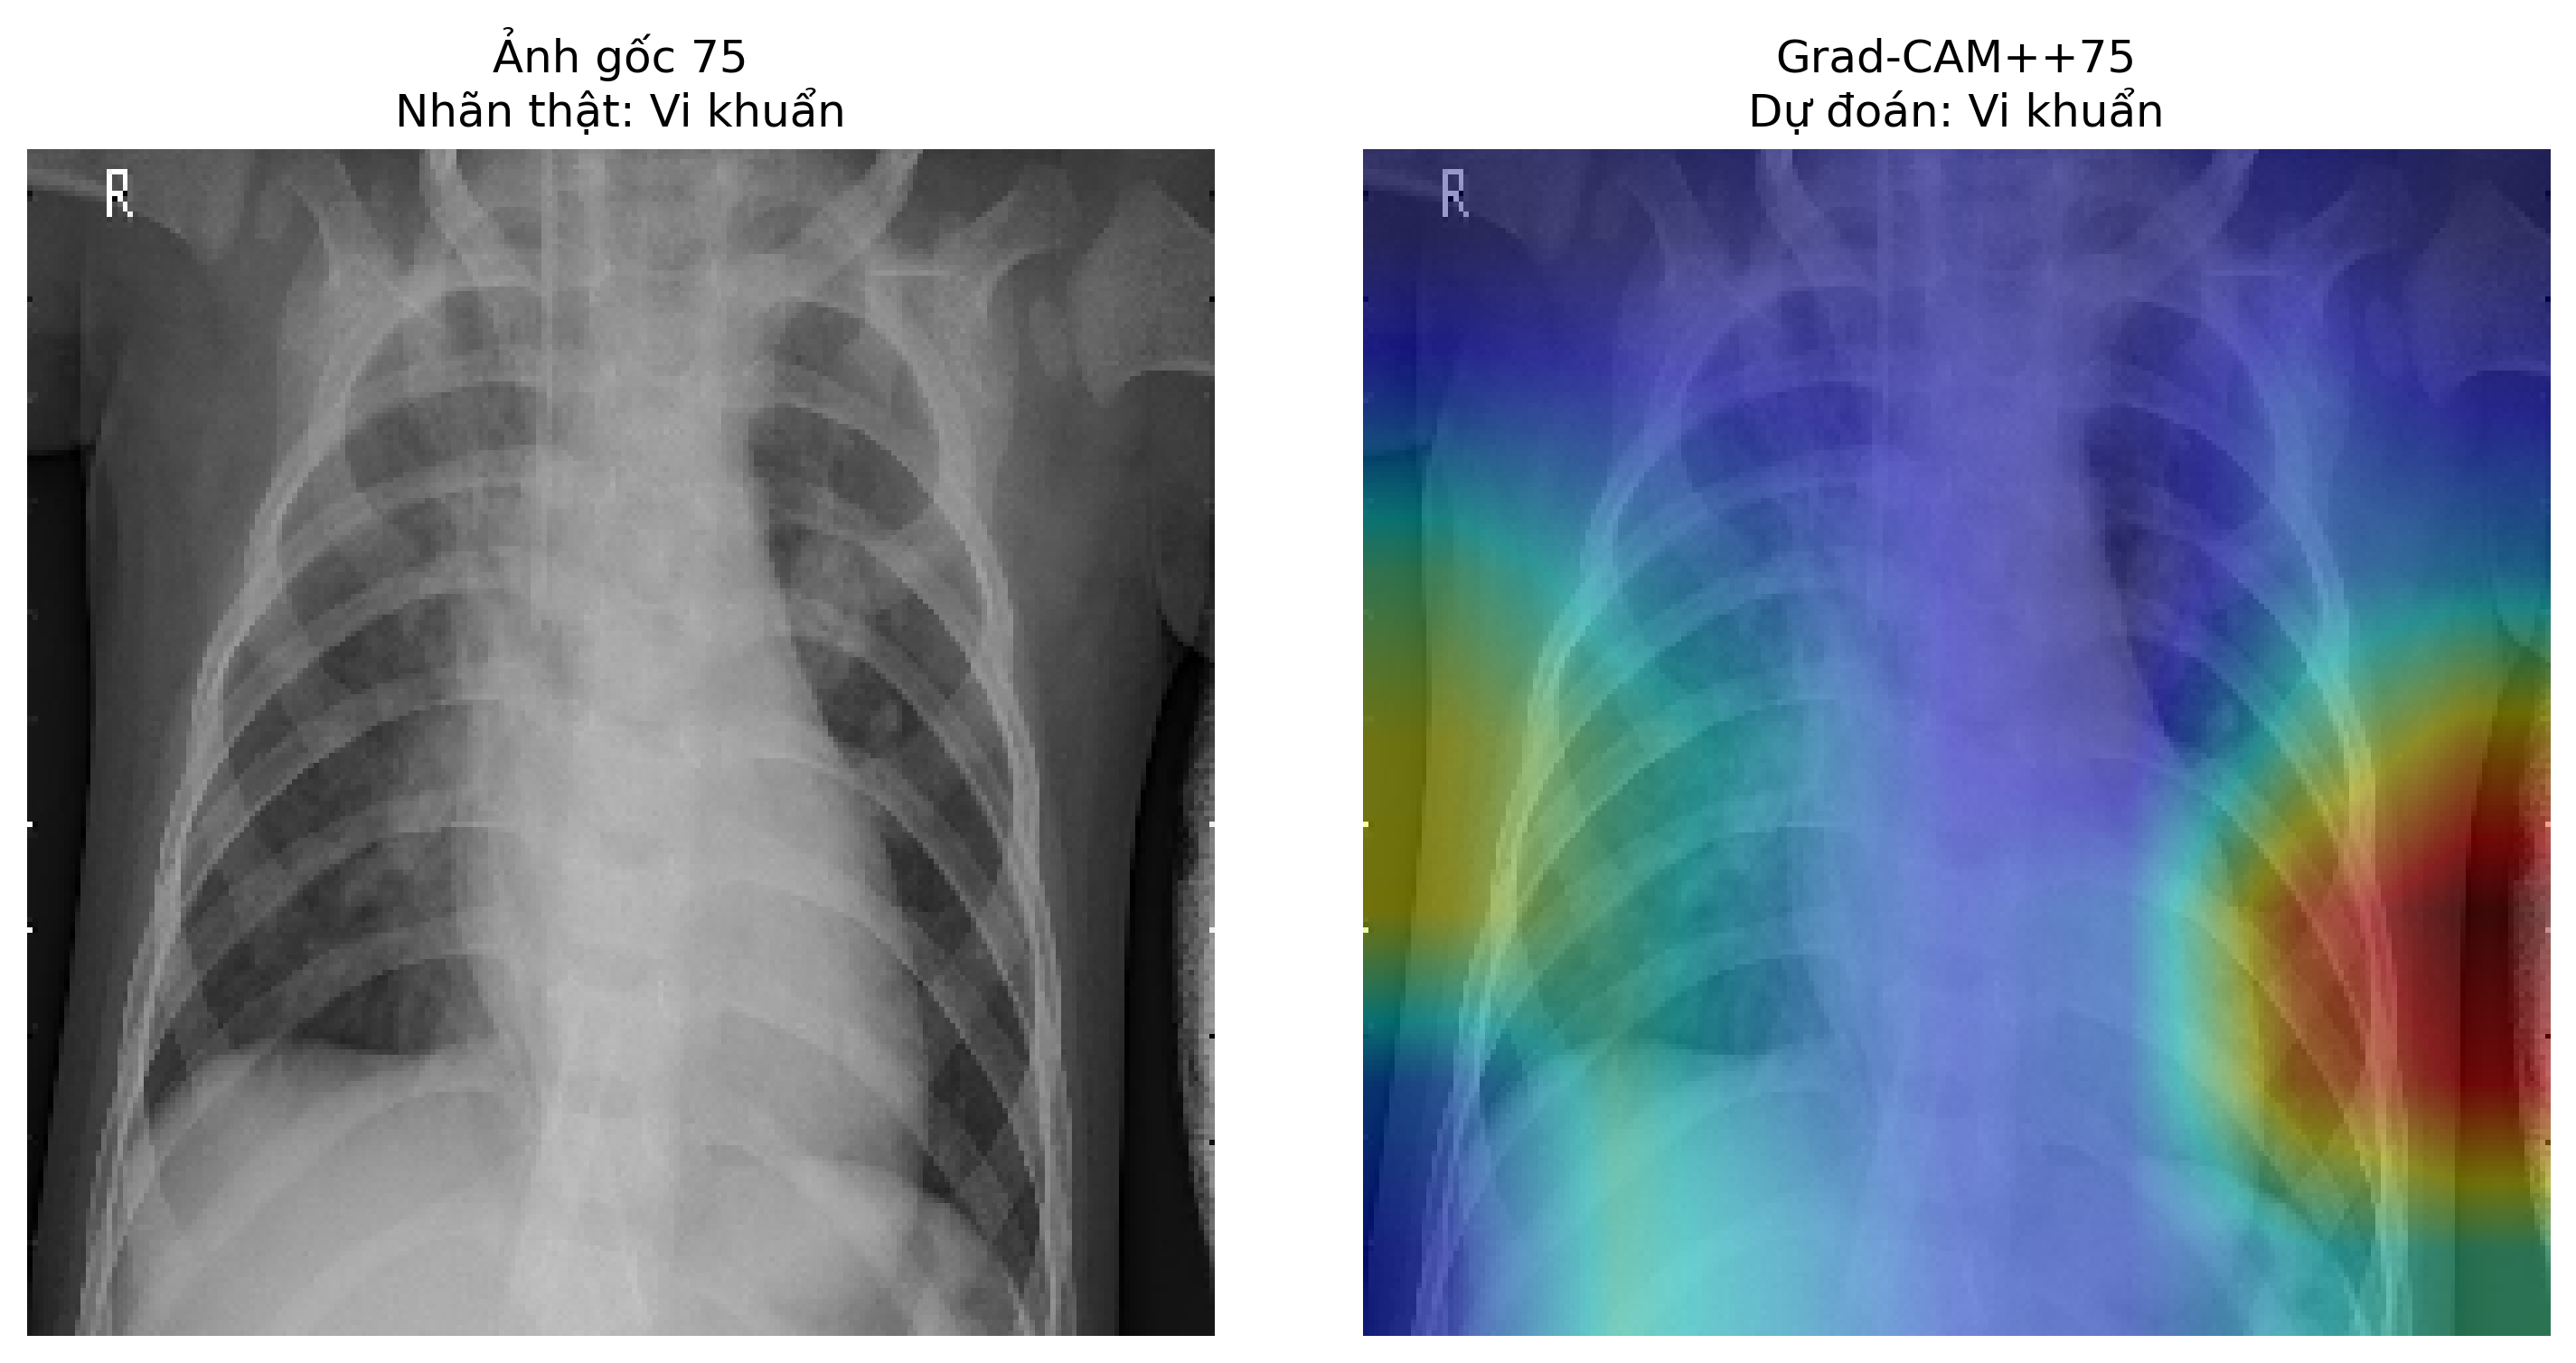 Ảnh gốc 75
Nhãn thật: Vi khuẩn
R
Grad-CAM++75
Dự đoán: Vi khuẩn
R